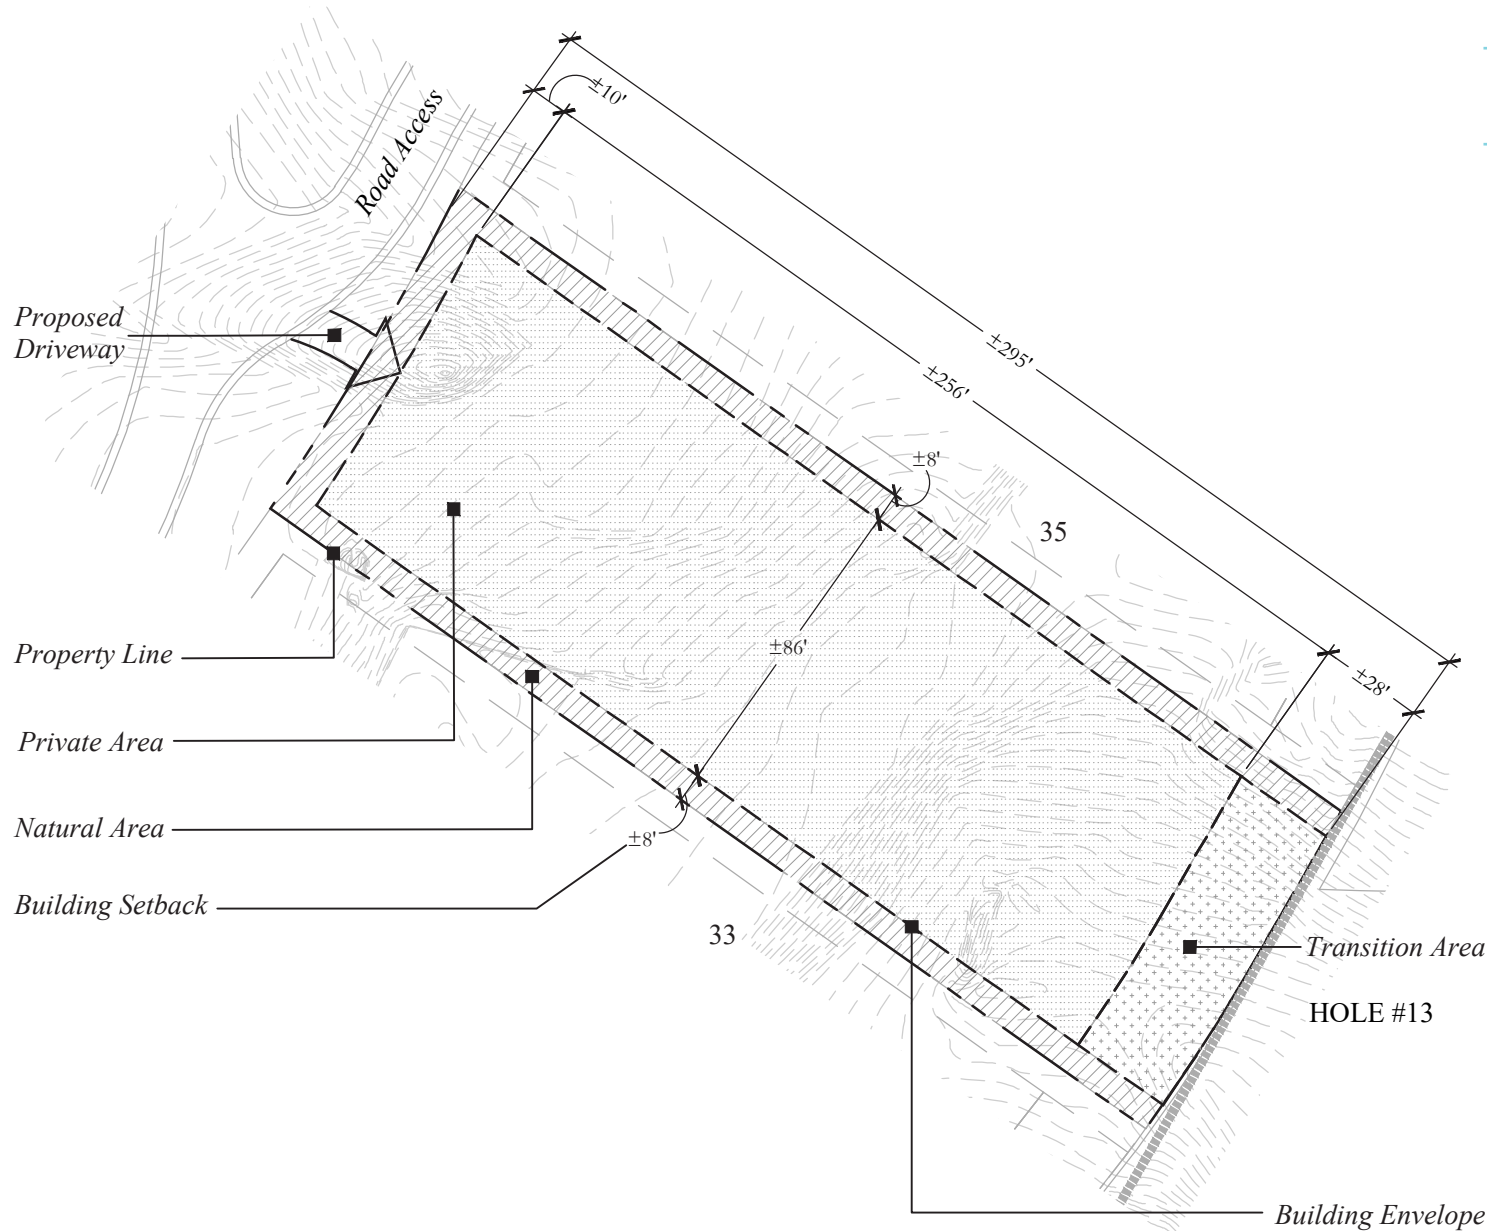 ±10'
Road Access
Proposed
Driveway
±295'
±256'
±8'
35
±86'
Property Line
±28'
Private Area
Natural Area
±8'
Building Setback
33
Transition Area
HOLE #13
Building Envelope